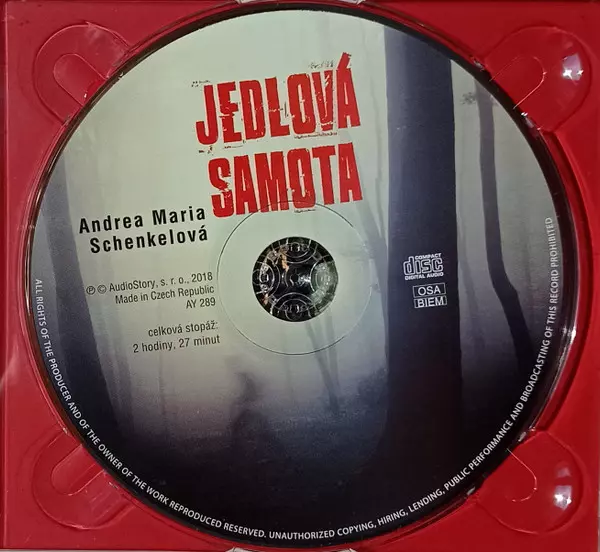 JEDLOVÁ
SAMOTA
Andrea Maria
Schenkelová
℗ © AudioStory, s. r. o., 2018
Made in Czech Republic
AY 289
celková stopáž:
2 hodiny, 27 minut
COMPACT
disc
DIGITAL AUDIO
OSA
BIEM
ALL RIGHTS OF THE PRODUCER AND OF THE OWNER OF THE WORK REPRODUCED RESERVED. UNAUTHORIZED COPYING, HIRING, LENDING, PUBLIC PERFORMANCE AND BROADCASTING OF THIS RECORD PROHIBITED